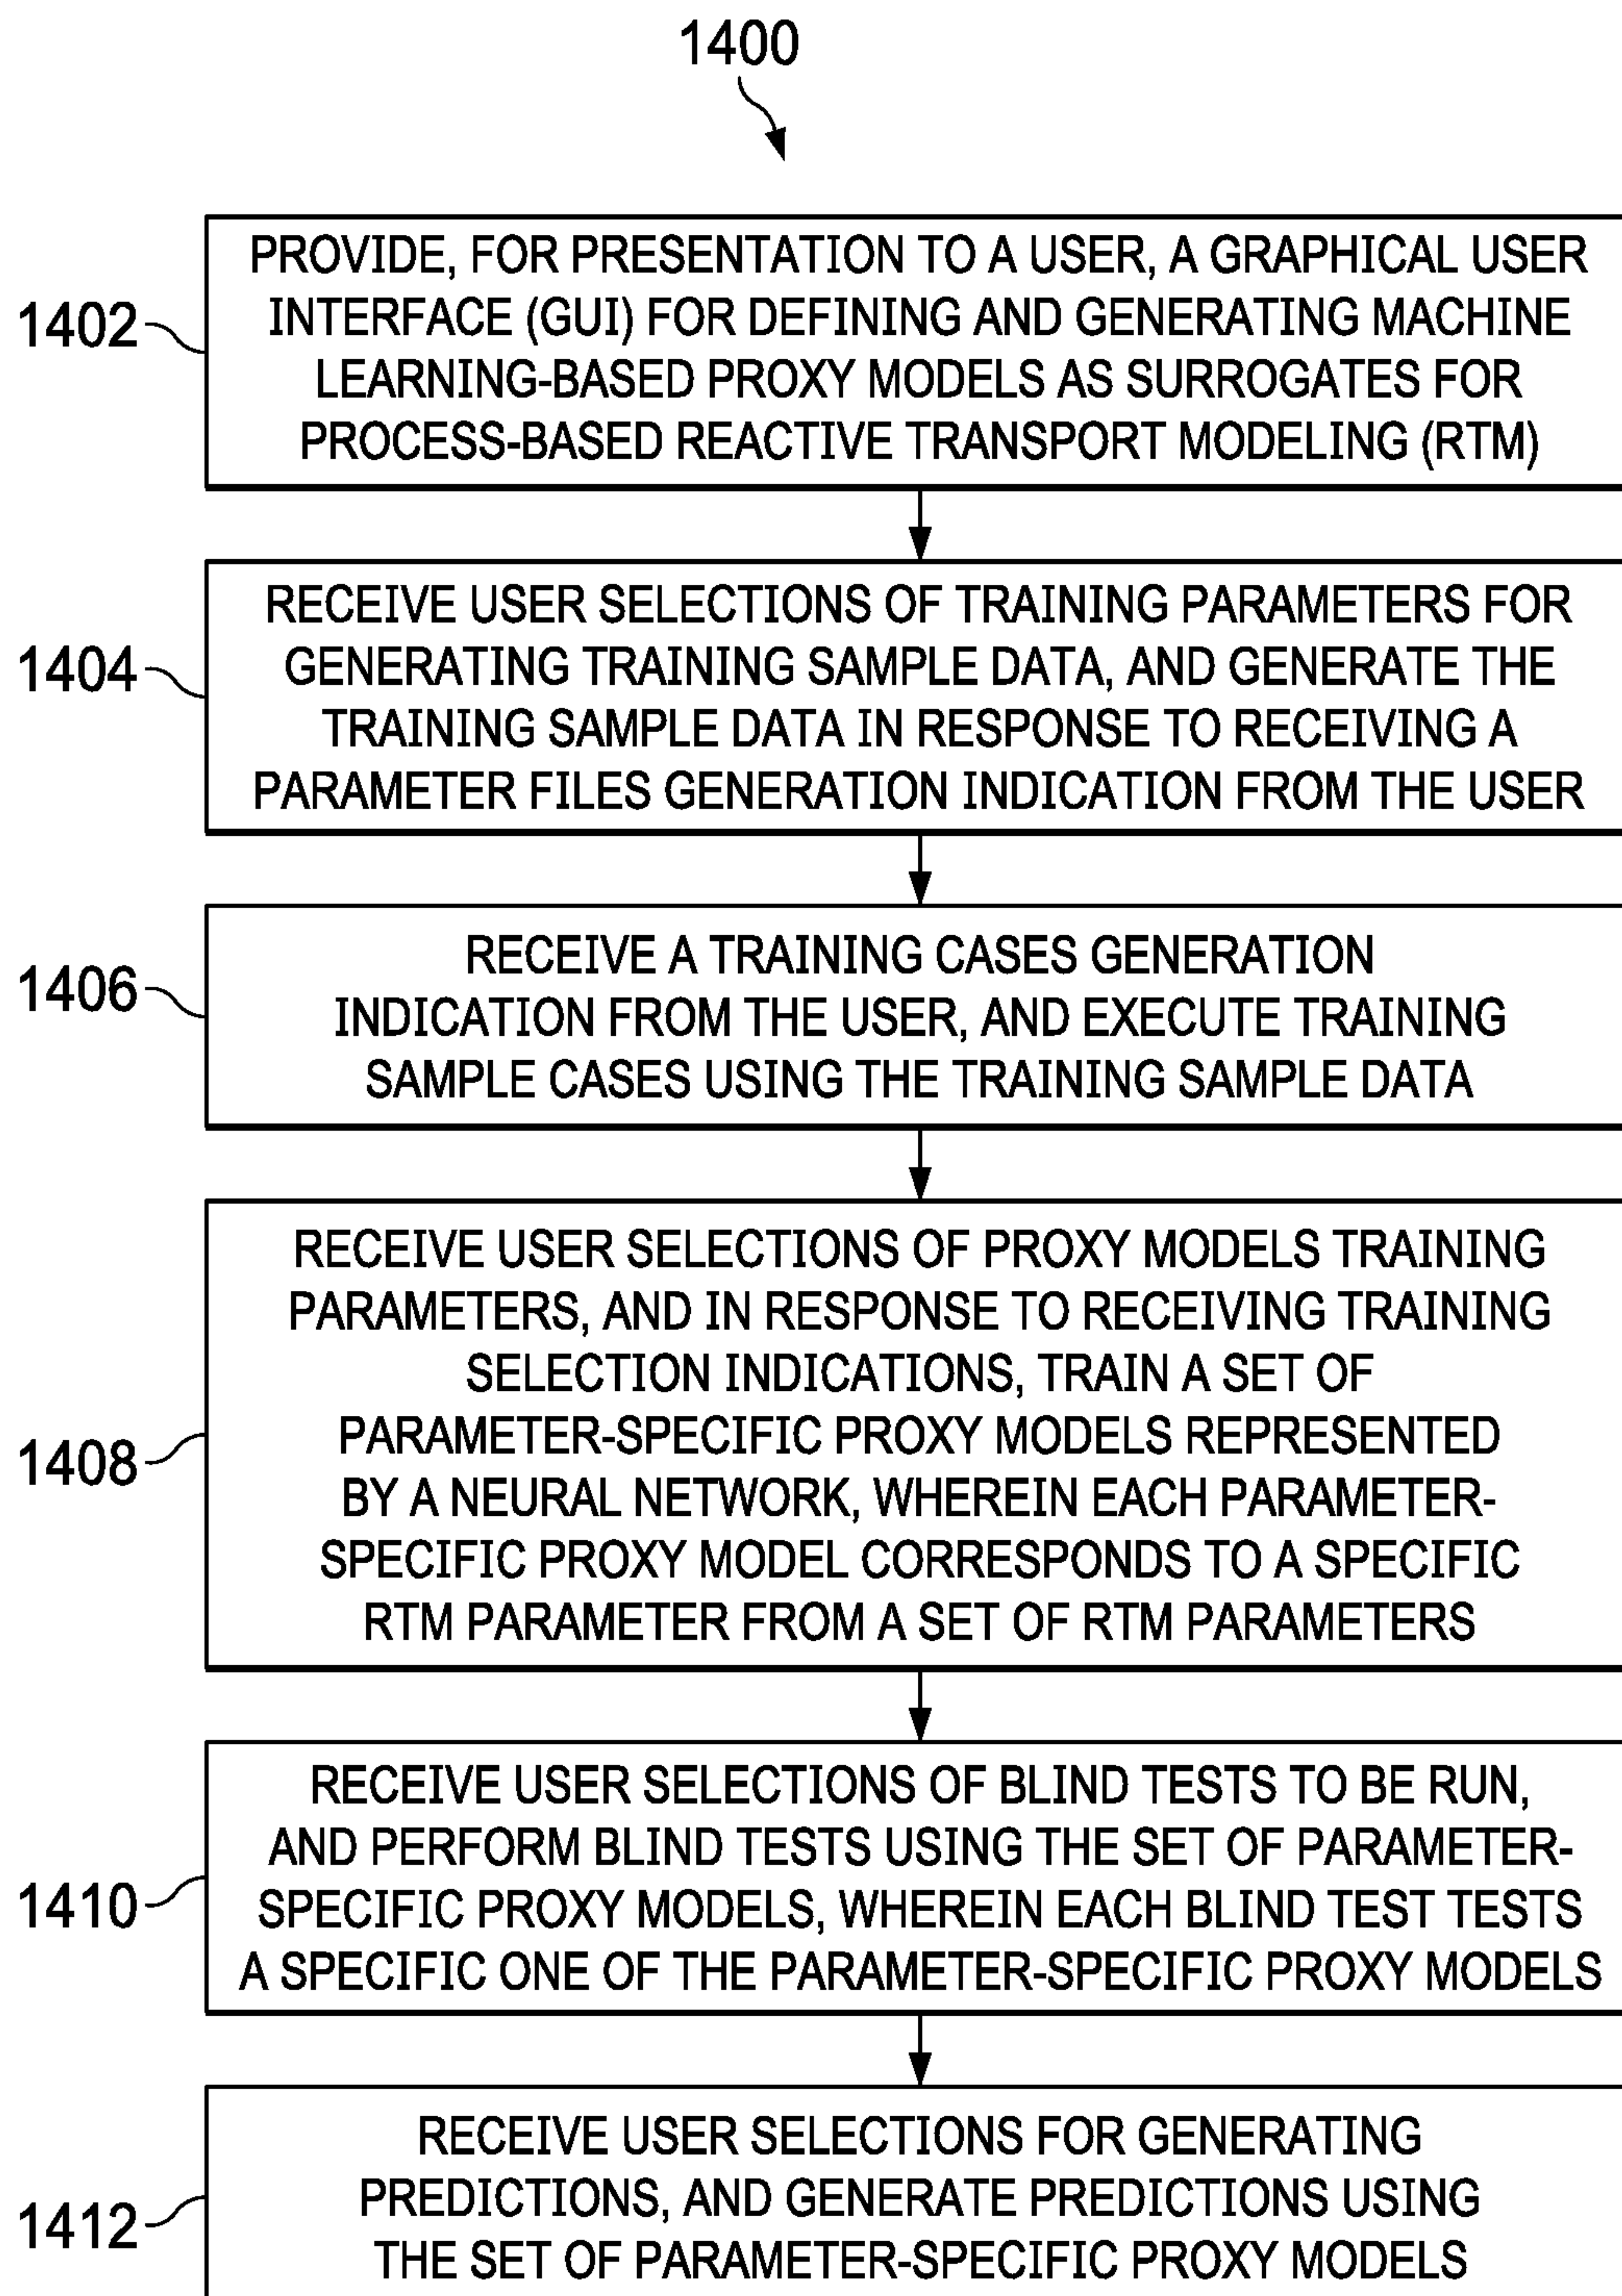 1400
1402
PROVIDE, FOR PRESENTATION TO A USER, A GRAPHICAL USER
INTERFACE (GUI) FOR DEFINING AND GENERATING MACHINE
LEARNING-BASED PROXY MODELS AS SURROGATES FOR
PROCESS-BASED REACTIVE TRANSPORT MODELING (RTM)
1404
RECEIVE USER SELECTIONS OF TRAINING PARAMETERS FOR
GENERATING TRAINING SAMPLE DATA, AND GENERATE THE
TRAINING SAMPLE DATA IN RESPONSE TO RECEIVING A
PARAMETER FILES GENERATION INDICATION FROM THE USER
1406
RECEIVE A TRAINING CASES GENERATION
INDICATION FROM THE USER, AND EXECUTE TRAINING
SAMPLE CASES USING THE TRAINING SAMPLE DATA
1408
RECEIVE USER SELECTIONS OF PROXY MODELS TRAINING
PARAMETERS, AND IN RESPONSE TO RECEIVING TRAINING
SELECTION INDICATIONS, TRAIN A SET OF
PARAMETER-SPECIFIC PROXY MODELS REPRESENTED
BY A NEURAL NETWORK, WHEREIN EACH PARAMETER-
SPECIFIC PROXY MODEL CORRESPONDS TO A SPECIFIC
RTM PARAMETER FROM A SET OF RTM PARAMETERS
1410
RECEIVE USER SELECTIONS OF BLIND TESTS TO BE RUN,
AND PERFORM BLIND TESTS USING THE SET OF PARAMETER-
SPECIFIC PROXY MODELS, WHEREIN EACH BLIND TEST TESTS
A SPECIFIC ONE OF THE PARAMETER-SPECIFIC PROXY MODELS
1412
RECEIVE USER SELECTIONS FOR GENERATING
PREDICTIONS, AND GENERATE PREDICTIONS USING
THE SET OF PARAMETER-SPECIFIC PROXY MODELS